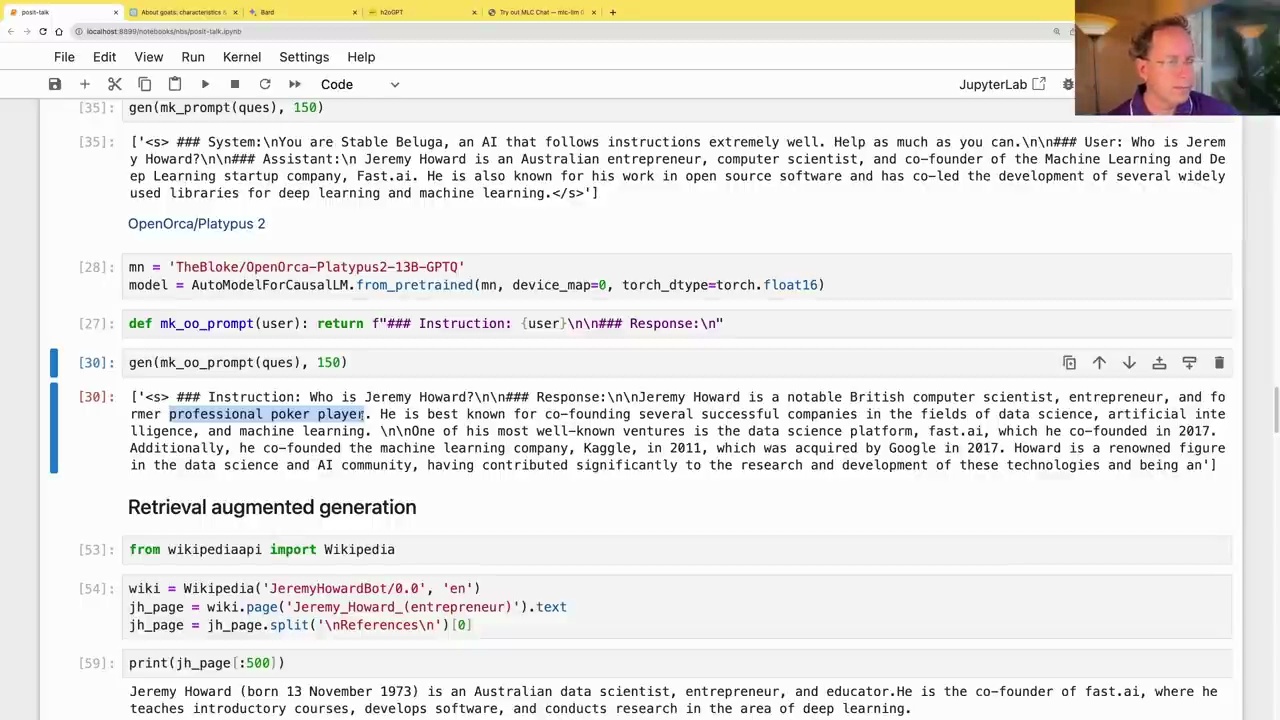 posit-talk
About goats: characteristics &
Bard
h2oGPT
Try out MLC Chat — mlc-llm
localhost:8899/notebooks/nbs/posit-talk.ipynb
File Edit View Run Kernel Settings Help
Code
JupyterLab
[35]: gen(mk_prompt(ques), 150)
[35]: ['<s> ### System:\nYou are Stable Beluga, an AI that follows instructions extremely well. Help as much as you can.\n\n### User: Who is Jerem
y Howard?\n\n### Assistant:\n Jeremy Howard is an Australian entrepreneur, computer scientist, and co-founder of the Machine Learning and De
ep Learning startup company, Fast.ai. He is also known for his work in open source software and has co-led the development of several widely
used libraries for deep learning and machine learning.</s>']
OpenOrca/Platypus 2
[28]: mn = 'TheBloke/OpenOrca-Platypus2-13B-GPTQ'
model = AutoModelForCausalLM.from_pretrained(mn, device_map=0, torch_dtype=torch.float16)
[27]: def mk_oo_prompt(user): return f"### Instruction: {user}\n\n### Response:\n"
[30]: gen(mk_oo_prompt(ques), 150)
[30]: ['<s> ### Instruction: Who is Jeremy Howard?\n\n### Response:\n\nJeremy Howard is a notable British computer scientist, entrepreneur, and fo
rmer professional poker player. He is best known for co-founding several successful companies in the fields of data science, artificial inte
lligence, and machine learning. \n\nOne of his most well-known ventures is the data science platform, fast.ai, which he co-founded in 2017.
Additionally, he co-founded the machine learning company, Kaggle, in 2011, which was acquired by Google in 2017. Howard is a renowned figure
in the data science and AI community, having contributed significantly to the research and development of these technologies and being an']
Retrieval augmented generation
[53]: from wikipediaapi import Wikipedia
[54]: wiki = Wikipedia('JeremyHowardBot/0.0', 'en')
jh_page = wiki.page('Jeremy_Howard_(entrepreneur)').text
jh_page = jh_page.split('\nReferences\n')[0]
[59]: print(jh_page[:500])
Jeremy Howard (born 13 November 1973) is an Australian data scientist, entrepreneur, and educator.He is the co-founder of fast.ai, where he
teaches introductory courses, develops software, and conducts research in the area of deep learning.